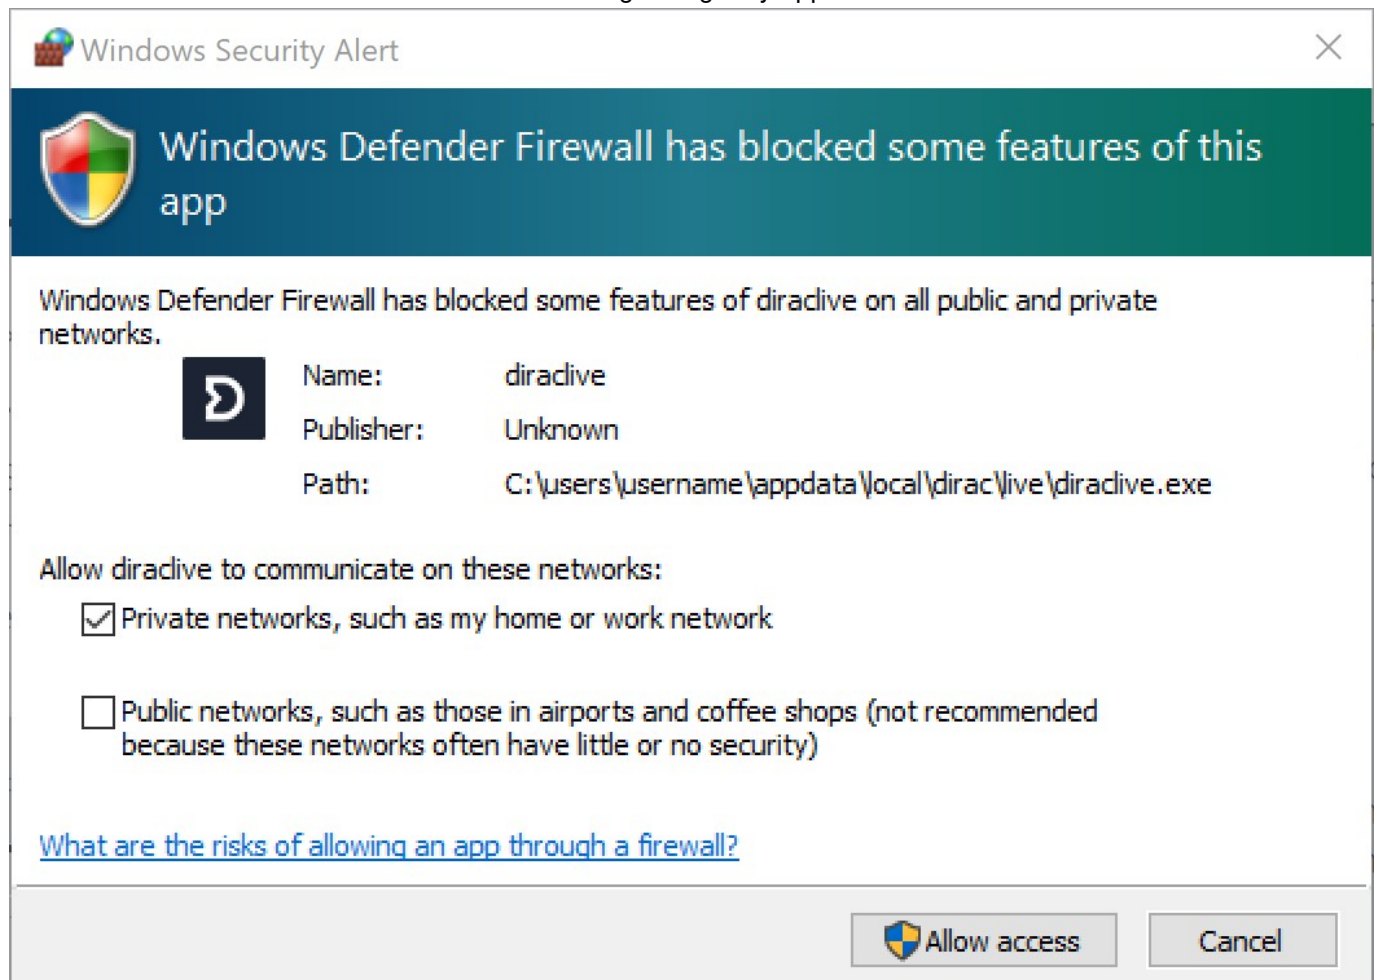 Windows Security Alert
Windows Defender Firewall has blocked some features of this
app
Windows Defender Firewall has blocked some features of diraclive on all public and private
networks.
Name: diraclive
Publisher: Unknown
Path: C:\users\username\appdata\local\dirac\live\diraclive.exe
Allow diraclive to communicate on these networks:
Private networks, such as my home or work network
Public networks, such as those in airports and coffee shops (not recommended
because these networks often have little or no security)
What are the risks of allowing an app through a firewall?
Allow access Cancel